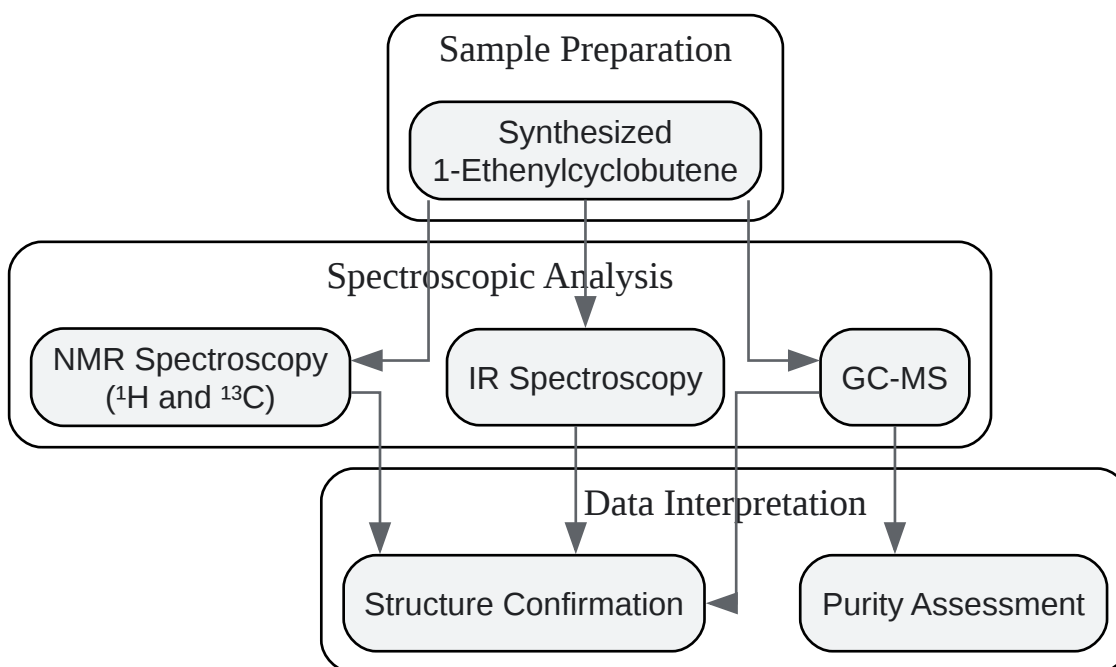 Sample Preparation
Synthesized
1-Ethenylcyclobutene
Spectroscopic Analysis
NMR Spectroscopy
(¹H and ¹³C)
IR Spectroscopy
GC-MS
Data Interpretation
Structure Confirmation
Purity Assessment